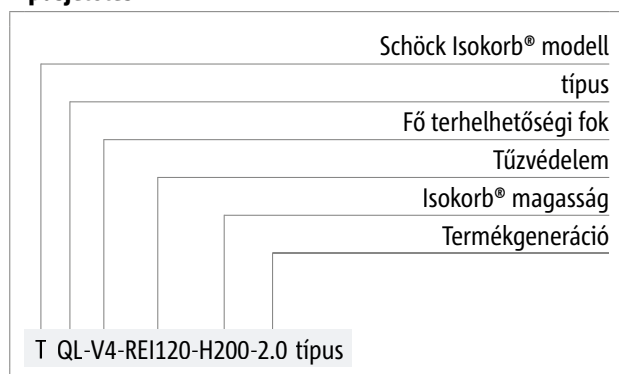 Schöck Isokorb® modell
típus
Fő terhelhetőségi fok
Tűzvédelem
Isokorb® magasság
Termékgeneráció
T QL-V4-REI120-H200-2.0 típus